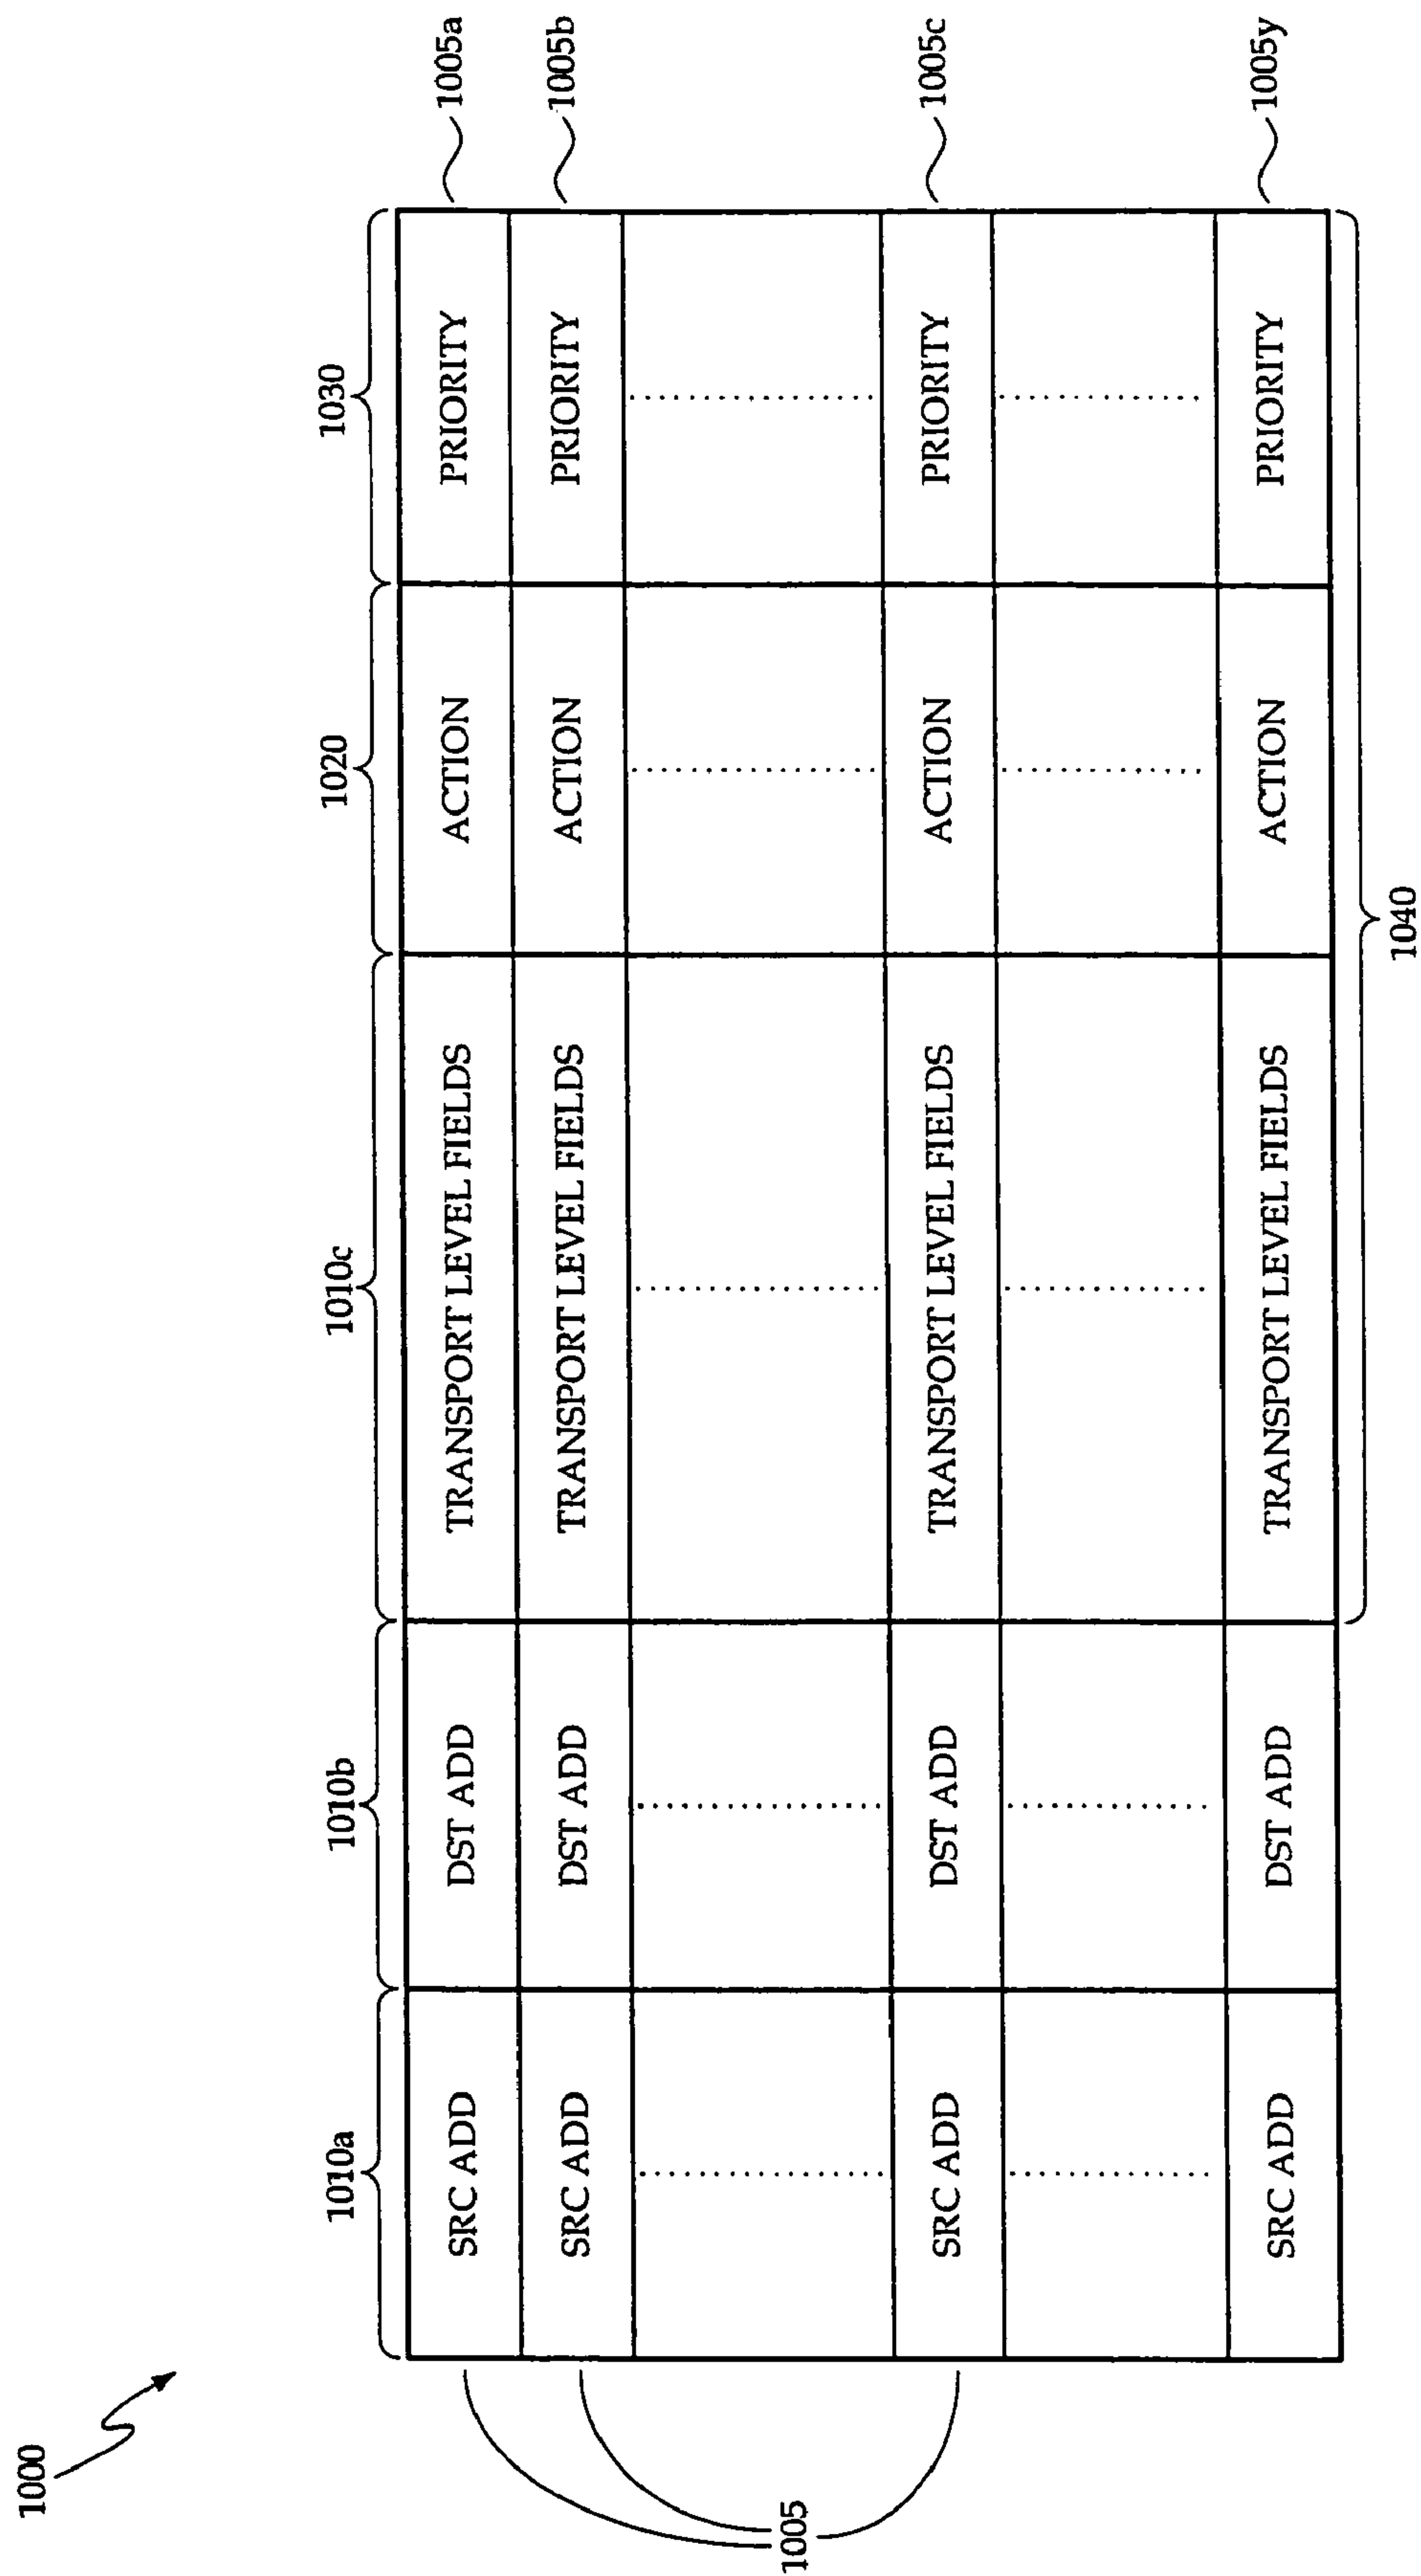 1000
1010a 1010b 1010c 1020 1030
SRC ADD DST ADD TRANSPORT LEVEL FIELDS ACTION PRIORITY 1005a
SRC ADD DST ADD TRANSPORT LEVEL FIELDS ACTION PRIORITY 1005b
SRC ADD DST ADD TRANSPORT LEVEL FIELDS ACTION PRIORITY 1005c
SRC ADD DST ADD TRANSPORT LEVEL FIELDS ACTION PRIORITY 1005y
1005
1040